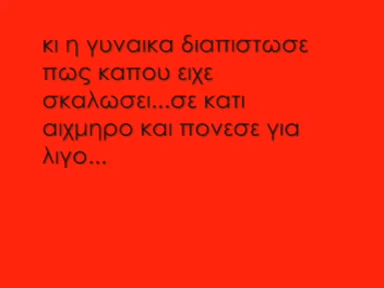 κι η γυναικα διαπιστωσε
πως καπου ειχε
σκαλωσει...σε κατι
αιχμηρο και πονεσε για
λιγο...